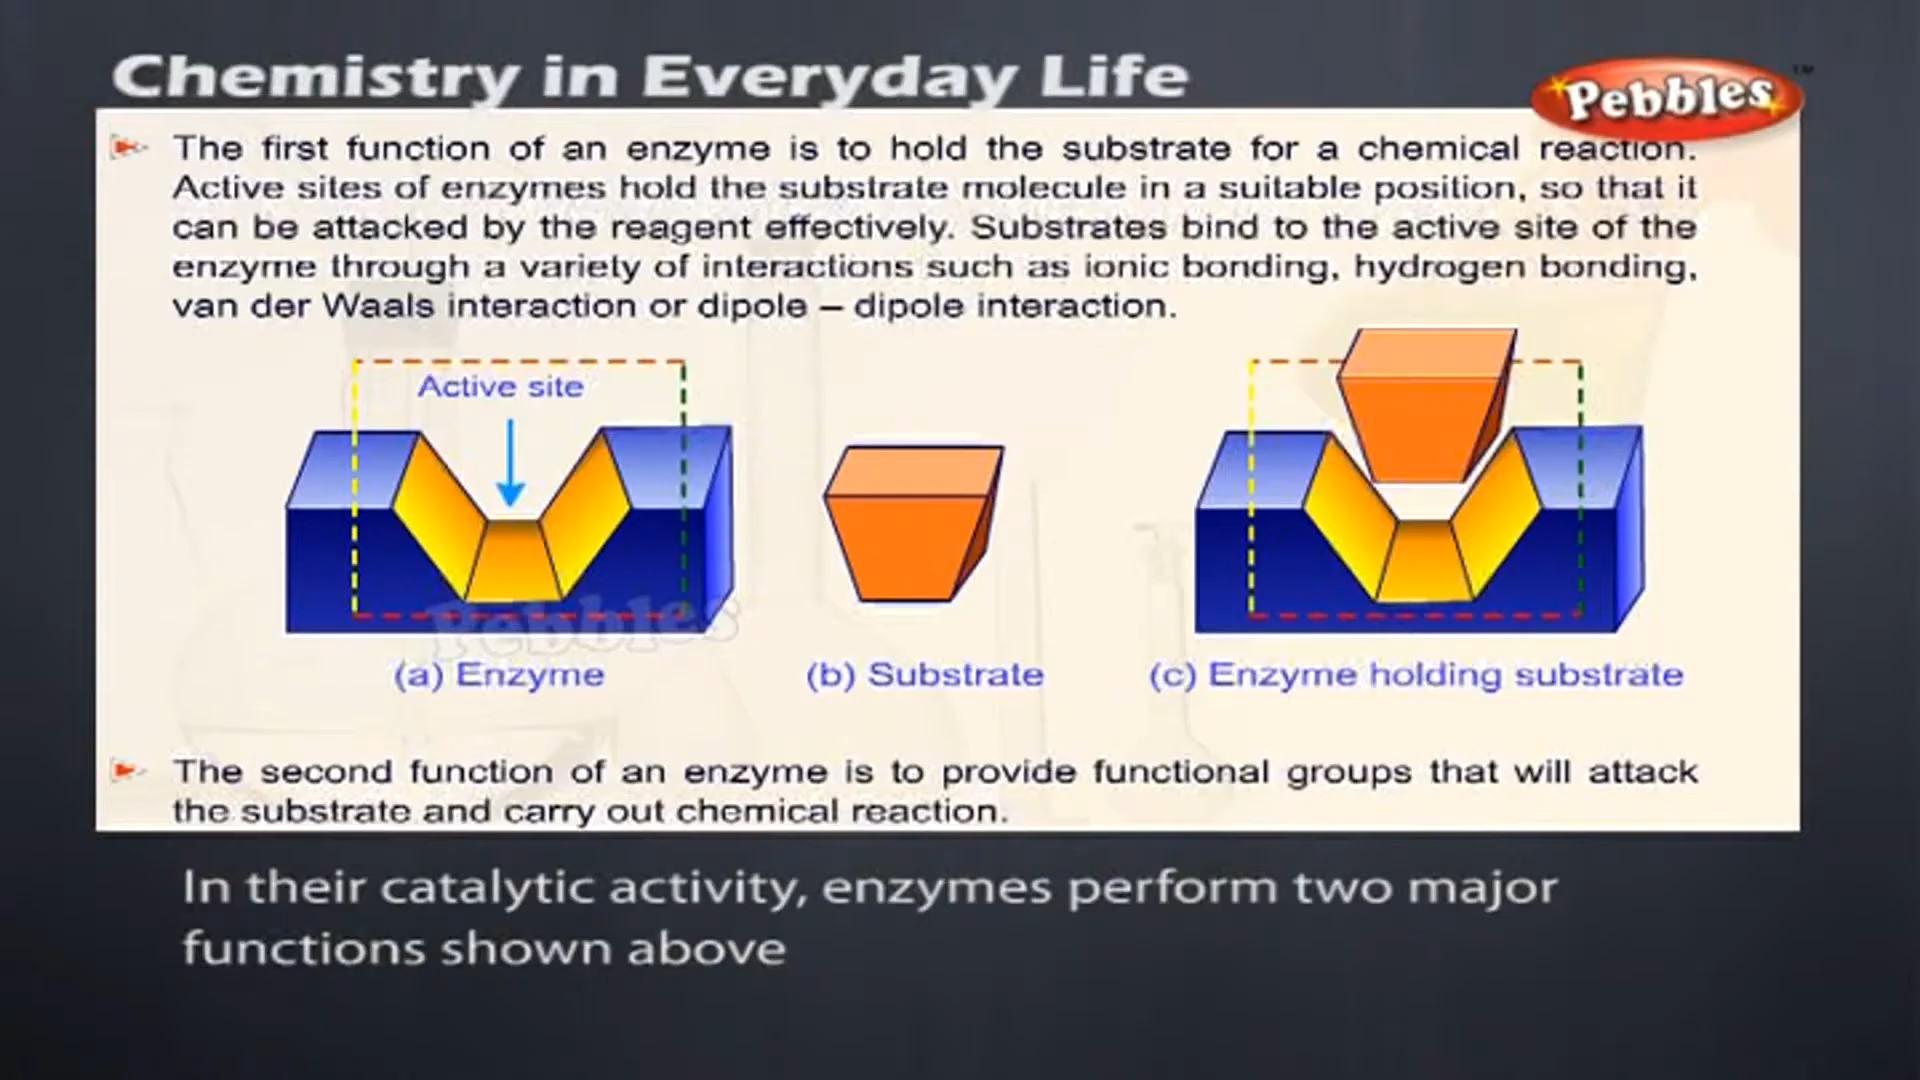 Chemistry in Everyday Life
Pebbles™
The first function of an enzyme is to hold the substrate for a chemical reaction.
Active sites of enzymes hold the substrate molecule in a suitable position, so that it
can be attacked by the reagent effectively. Substrates bind to the active site of the
enzyme through a variety of interactions such as ionic bonding, hydrogen bonding,
van der Waals interaction or dipole – dipole interaction.
Active site
Pebbles
(a) Enzyme
(b) Substrate
(c) Enzyme holding substrate
The second function of an enzyme is to provide functional groups that will attack
the substrate and carry out chemical reaction.
In their catalytic activity, enzymes perform two major
functions shown above